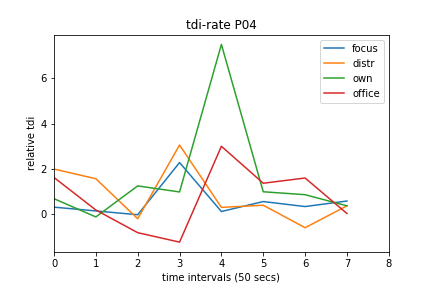 tdi-rate P04
focus
distr
own
office
relative tdi
6
4
2
0
0 1 2 3 4 5 6 7 8
time intervals (50 secs)